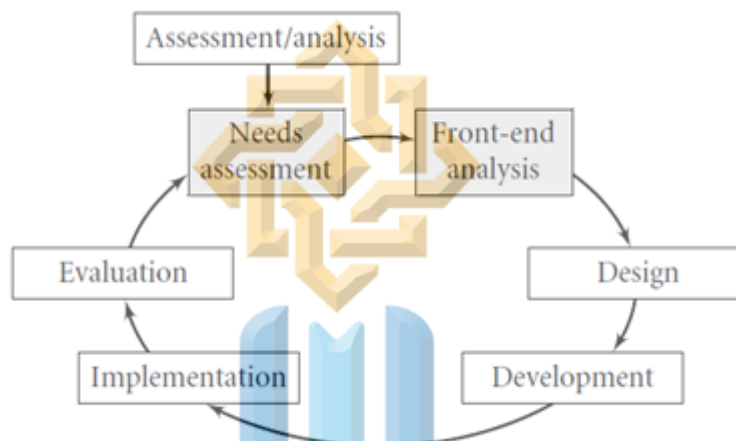 Assessment/analysis
Needs
assessment
Front-end
analysis
Evaluation
Design
Implementation
Development